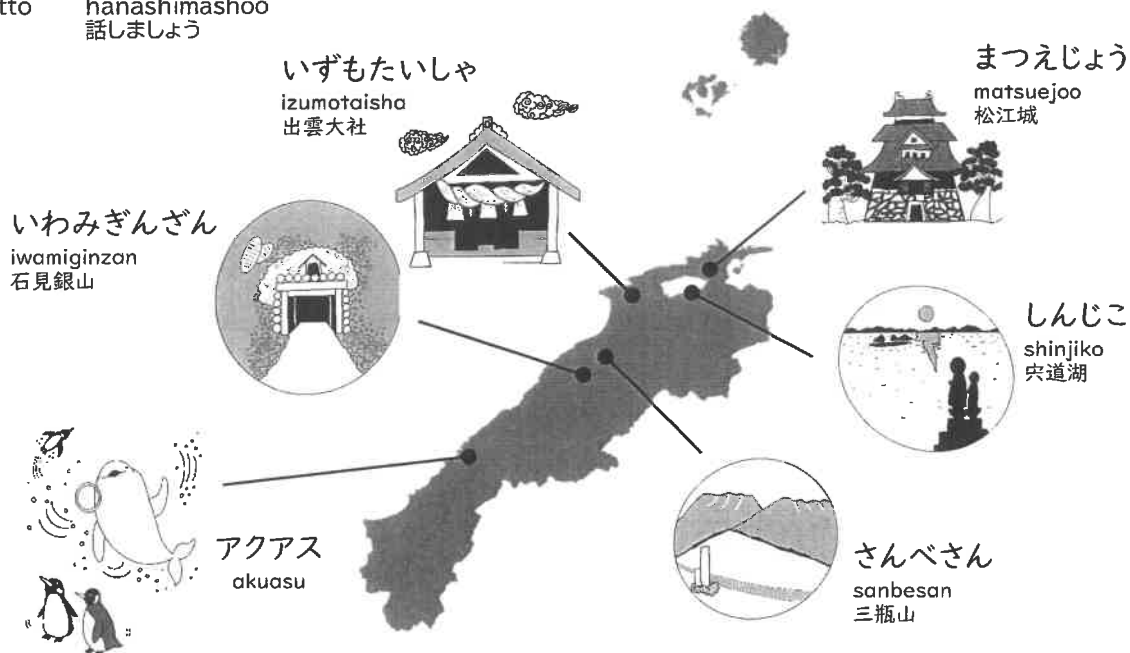 hanashimashoo
話しましょう
いずもたいしゃ
izumotaisha
出雲大社
まつえじょう
matsuejoo
松江城
いわみぎんざん
iwamiginzan
石見銀山
しんじこ
shinjiko
宍道湖
アクアス
akuasu
さんべさん
sanbesan
三瓶山